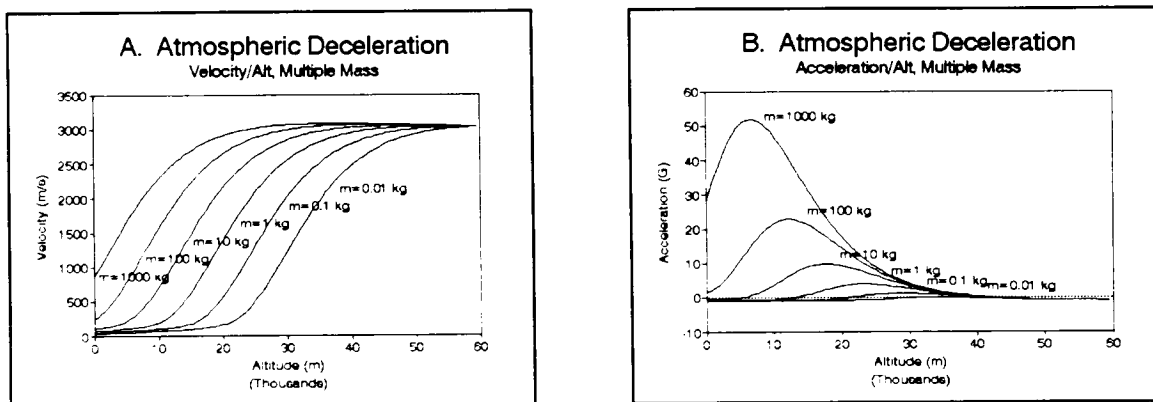 A. Atmospheric Deceleration
Velocity/Alt, Multiple Mass
3500
3000
2500
2000
1500
1000
500
0
Velocity (m/s)
m=0.01 kg
m=0.1 kg
m=1 kg
m=10 kg
m=100 kg
m=1000 kg
0 10 20 30 40 50 60
Altitude (m)
(Thousands)
B. Atmospheric Deceleration
Acceleration/Alt, Multiple Mass
60
50
40
30
20
10
0
-10
Acceleration (G)
m=1000 kg
m=100 kg
m=10 kg
m=1 kg
m=0.1 kg
m=0.01 kg
0 10 20 30 40 50 60
Altitude (m)
(Thousands)